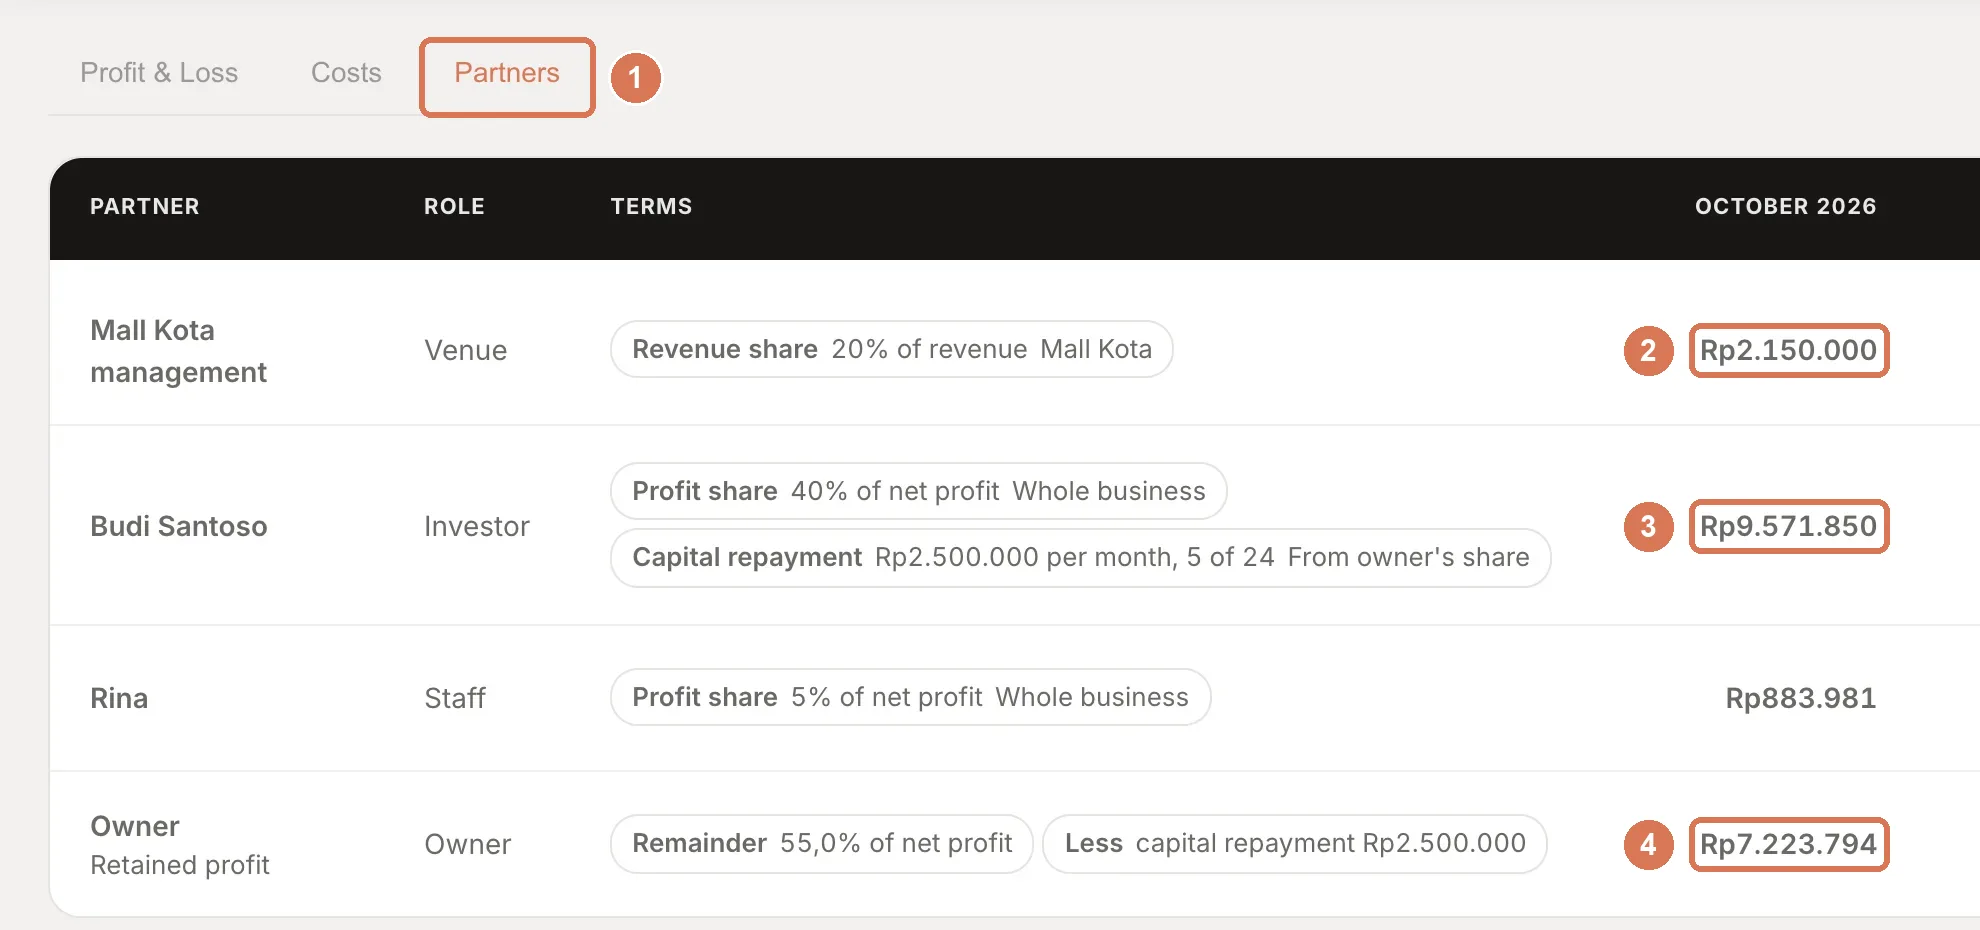 Profit & Loss Costs Partners 1
PARTNER ROLE TERMS OCTOBER 2026
Mall Kota
management
Venue
Revenue share 20% of revenue Mall Kota
2 Rp2.150.000
Budi Santoso
Investor
Profit share 40% of net profit Whole business
Capital repayment Rp2.500.000 per month, 5 of 24 From owner's share
3 Rp9.571.850
Rina
Staff
Profit share 5% of net profit Whole business
Rp883.981
Owner
Retained profit
Owner
Remainder 55,0% of net profit Less capital repayment Rp2.500.000
4 Rp7.223.794